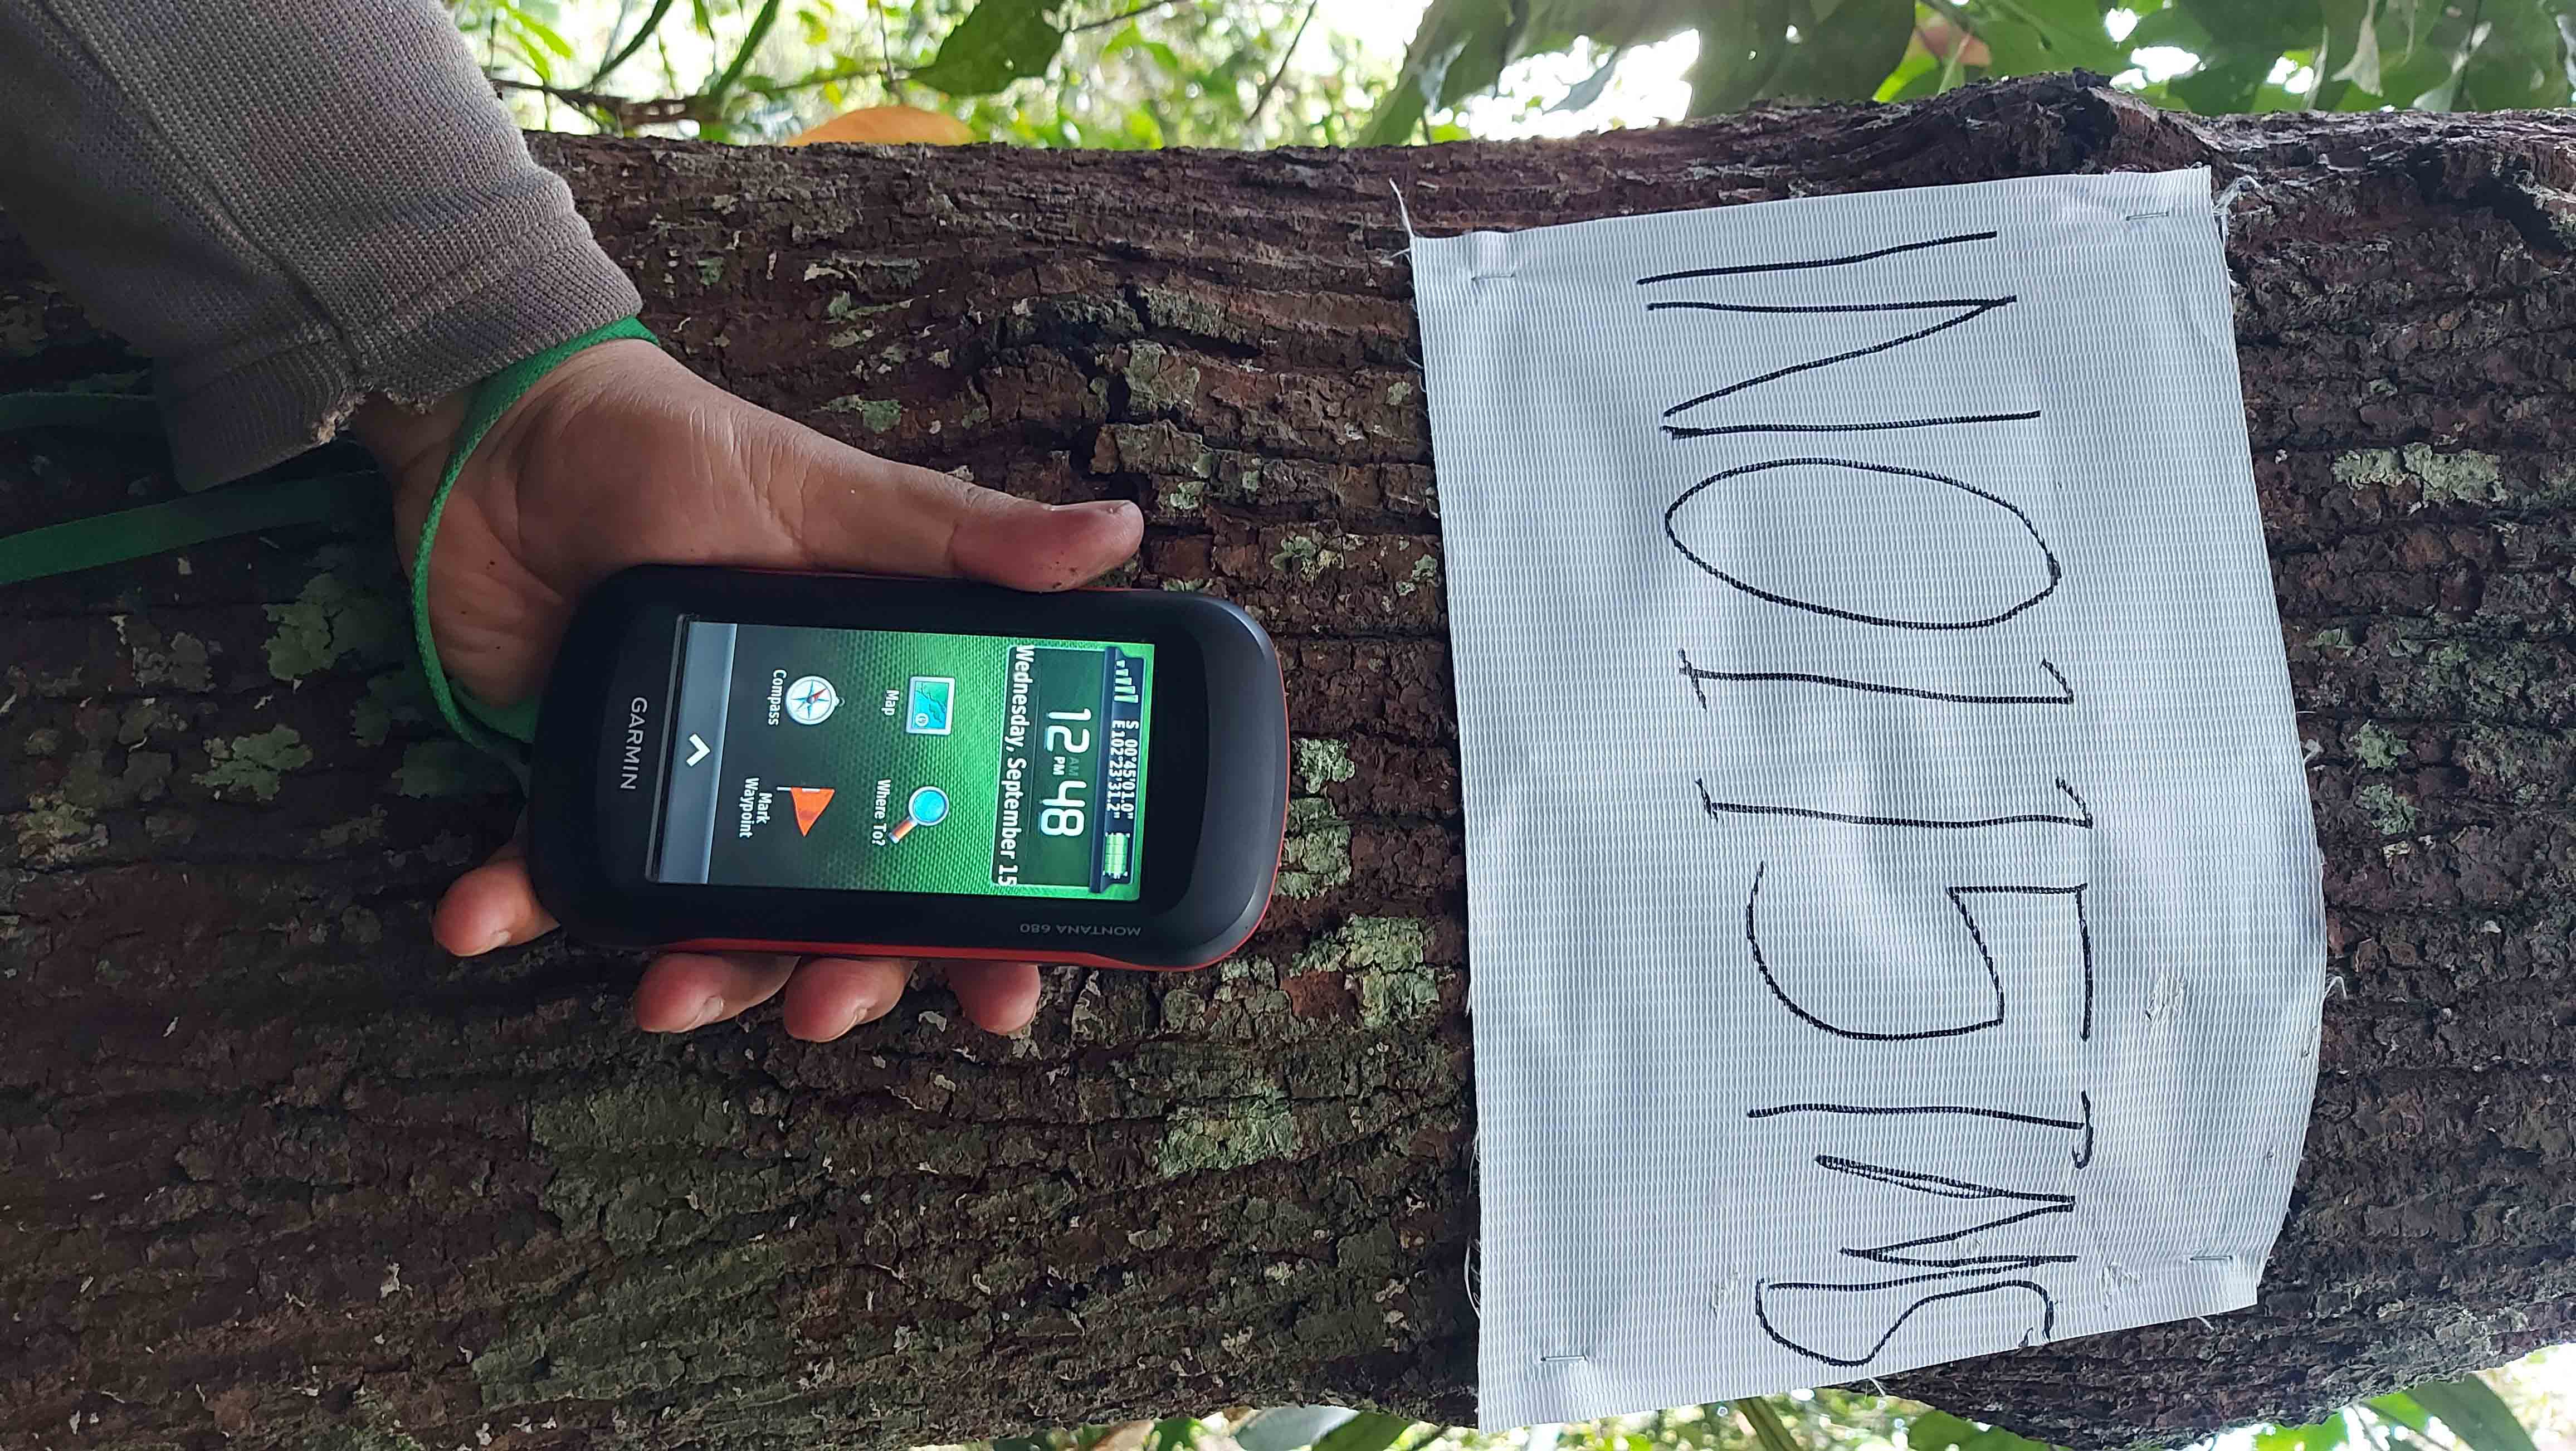 INO115TMS
S 00°45'01.0"
E102°23'31.2"
12 AM PM 48
Wednesday, September 15
Map
Where To?
Compass
Mark
Waypoint
GARMIN
MONTANA 680